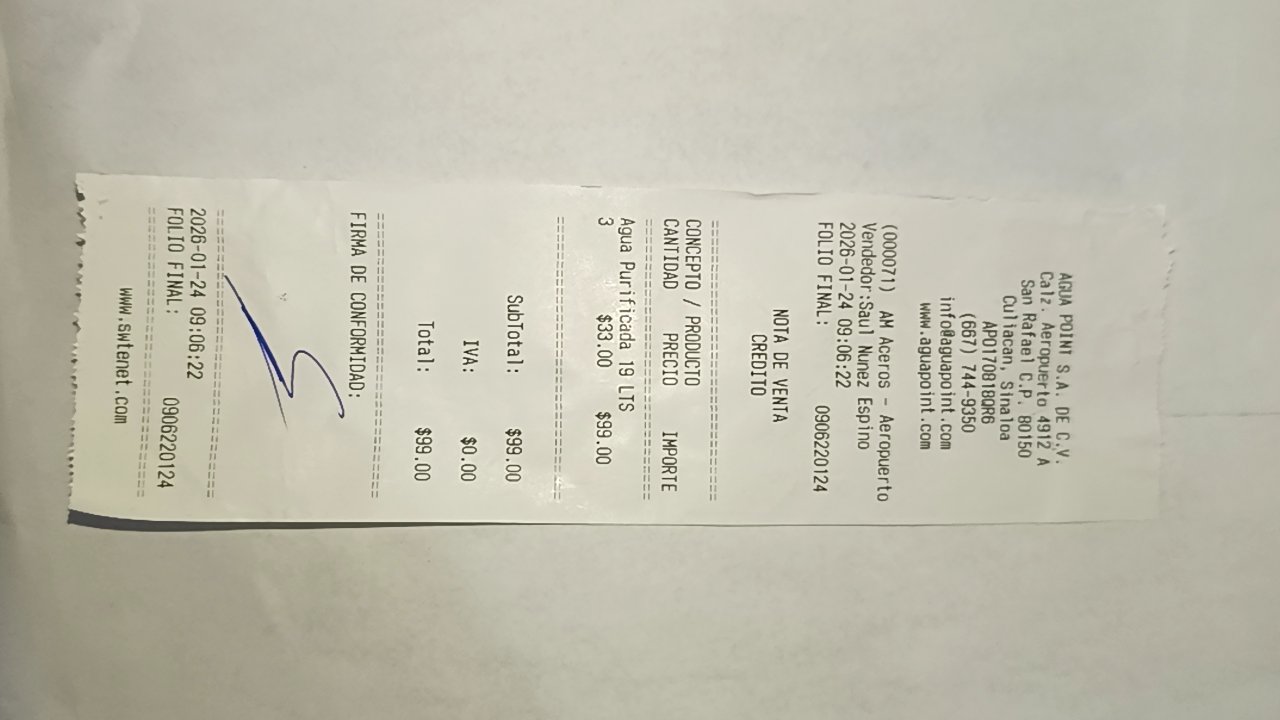 AGUA POINT S.A. DE C.V.
Calz. Aeropuerto 4912 A
San Rafael C.P. 80150
Culiacan, Sinaloa
APO170818QR6
(667) 744-9350
info@aguapoint.com
www.aguapoint.com
(000071) AM Aceros - Aeropuerto
Vendedor:Saul Nunez Espino
2026-01-24 09:06:22
FOLIO FINAL: 0906220124
NOTA DE VENTA
CREDITO
===================================
CONCEPTO / PRODUCTO
CANTIDAD PRECIO IMPORTE
===================================
Agua Purificada 19 LTS
3 $33.00 $99.00
===================================
SubTotal: $99.00
IVA: $0.00
Total: $99.00
===================================
FIRMA DE CONFORMIDAD:
===================================
2026-01-24 09:06:22
FOLIO FINAL: 0906220124
===================================
www.swtenet.com